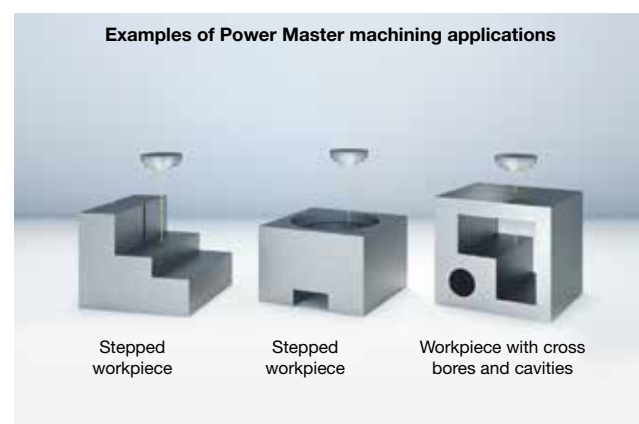 Examples of Power Master machining applications
Stepped
workpiece
Stepped
workpiece
Workpiece with cross
bores and cavities